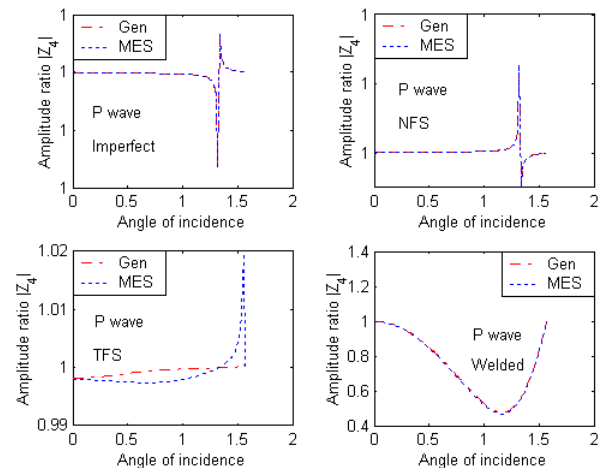 Amplitude ratio |Z4|
1
1
1
1
Gen
MES
P wave
Imperfect
0 0.5 1 1.5 2
Angle of incidence
Amplitude ratio |Z4|
1
1
1
Gen
MES
P wave
NFS
0 0.5 1 1.5 2
Angle of incidence
Amplitude ratio |Z4|
1.02
1.01
1
0.99
Gen
MES
P wave
TFS
0 0.5 1 1.5 2
Angle of incidence
Amplitude ratio |Z4|
1.4
1.2
1
0.8
0.6
0.4
Gen
MES
P wave
Welded
0 0.5 1 1.5 2
Angle of incidence